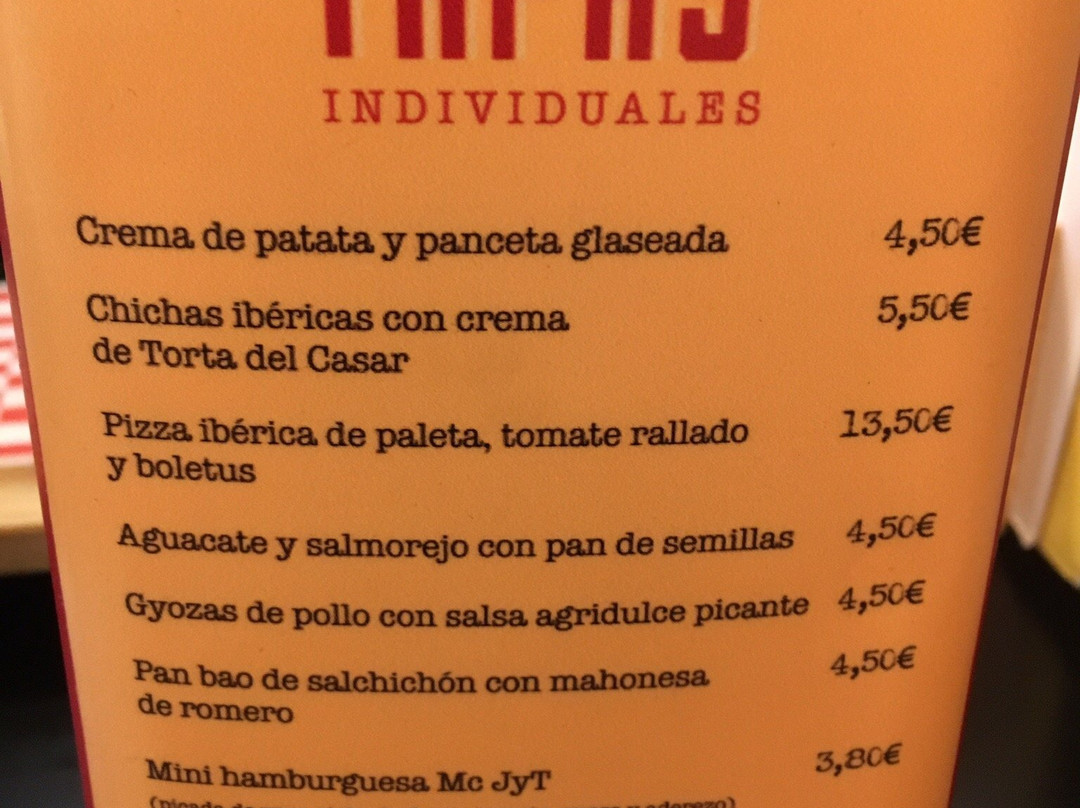 TAPAS
INDIVIDUALES
Crema de patata y panceta glaseada 4,50€
Chichas ibéricas con crema 5,50€
de Torta del Casar
Pizza ibérica de paleta, tomate rallado 13,50€
y boletus
Aguacate y salmorejo con pan de semillas 4,50€
Gyozas de pollo con salsa agridulce picante 4,50€
Pan bao de salchichón con mahonesa 4,50€
de romero
Mini hamburguesa Mc JyT 3,80€